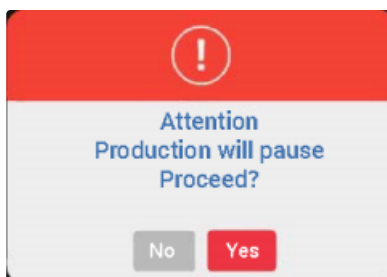 !
Attention
Production will pause
Proceed?
No Yes